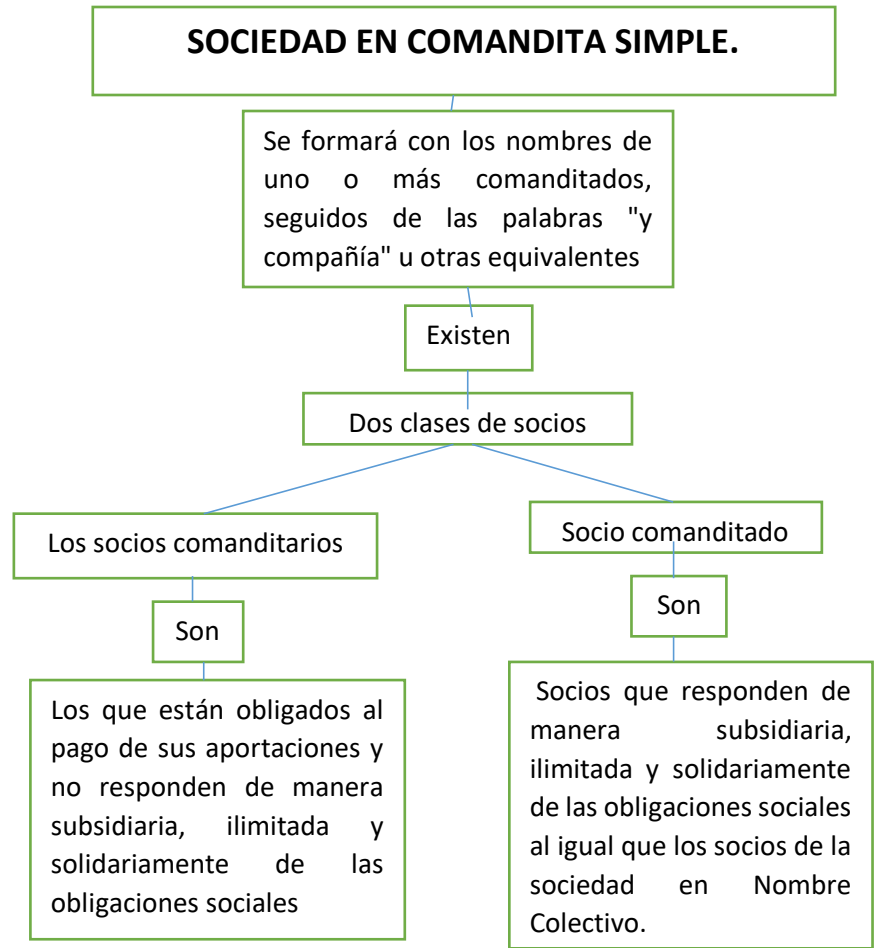 SOCIEDAD EN COMANDITA SIMPLE.
Se formará con los nombres de
uno o más comanditados,
seguidos de las palabras "y
compañía" u otras equivalentes
Existen
Dos clases de socios
Los socios comanditarios
Son
Los que están obligados al
pago de sus aportaciones y
no responden de manera
subsidiaria, ilimitada y
solidariamente de las
obligaciones sociales
Socio comanditado
Son
Socios que responden de
manera subsidiaria,
ilimitada y solidariamente
de las obligaciones sociales
al igual que los socios de la
sociedad en Nombre
Colectivo.